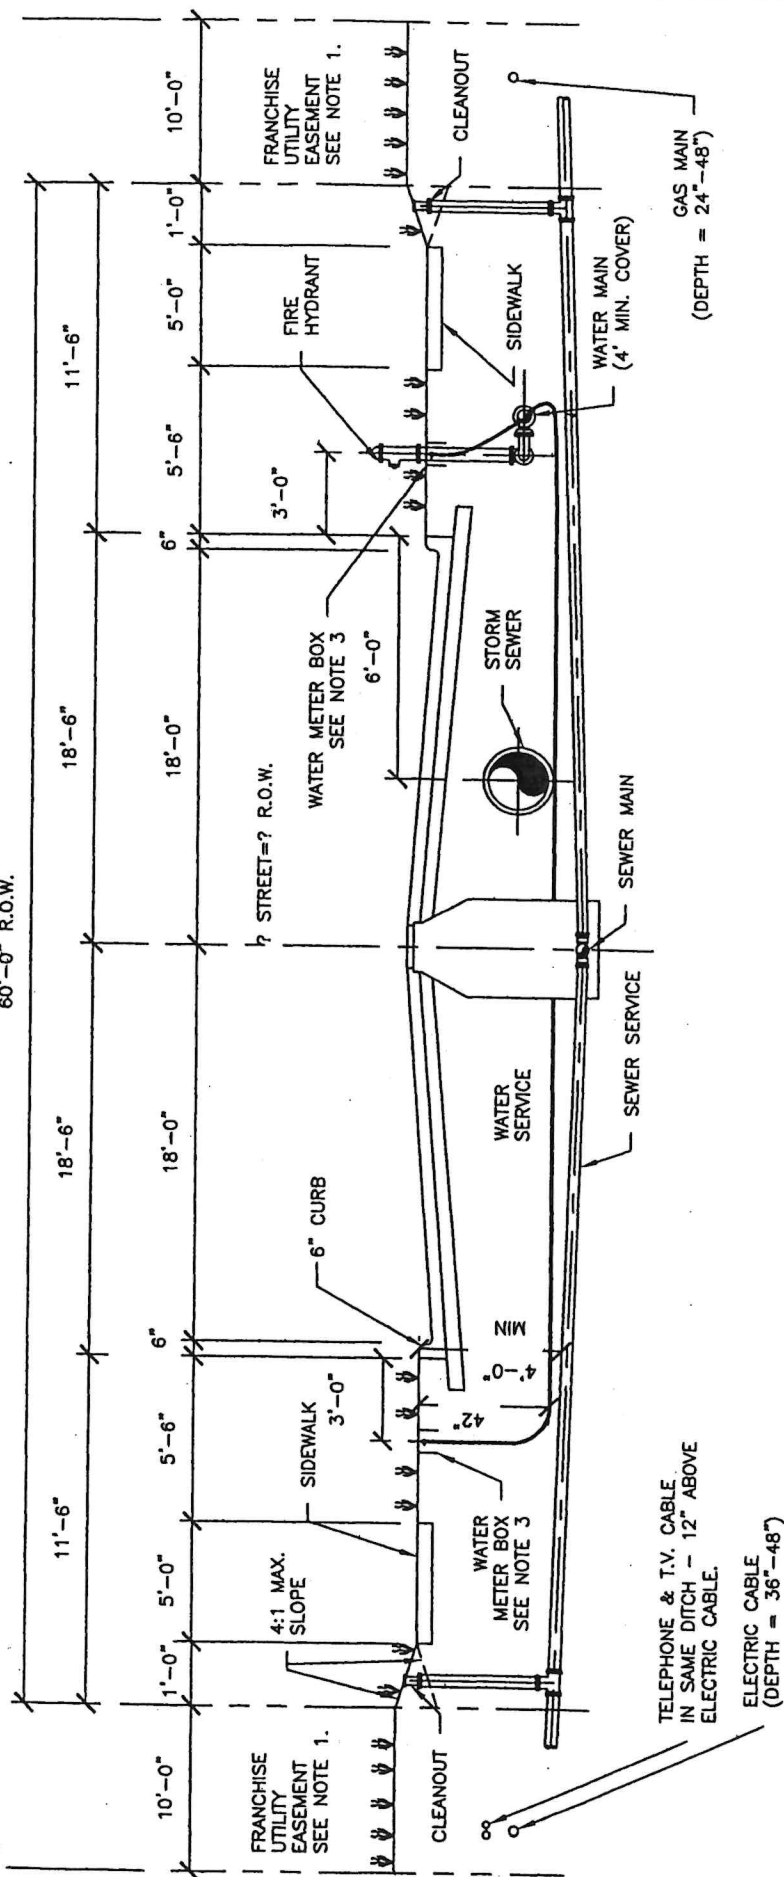 60'-0" R.O.W.
11'-6"
18'-6"
18'-6"
11'-6"
10'-0"
1'-0"
5'-0"
5'-6"
6"
18'-0"
18'-0"
6"
5'-6"
5'-0"
1'-0"
10'-0"
FRANCHISE
UTILITY
EASEMENT
SEE NOTE 1.
4:1 MAX.
SLOPE
SIDEWALK
3'-0"
6" CURB
? STREET=? R.O.W.
WATER METER BOX
SEE NOTE 3
6'-0"
3'-0"
FIRE
HYDRANT
FRANCHISE
UTILITY
EASEMENT
SEE NOTE 1.
CLEANOUT
WATER
METER BOX
SEE NOTE 3
42"
4'-0"
MIN
WATER
SERVICE
STORM
SEWER
SIDEWALK
CLEANOUT
TELEPHONE & T.V. CABLE
IN SAME DITCH - 12" ABOVE
ELECTRIC CABLE.
ELECTRIC CABLE
(DEPTH = 36"-48")
SEWER SERVICE
SEWER MAIN
WATER MAIN
(4' MIN. COVER)
GAS MAIN
(DEPTH = 24"-48")